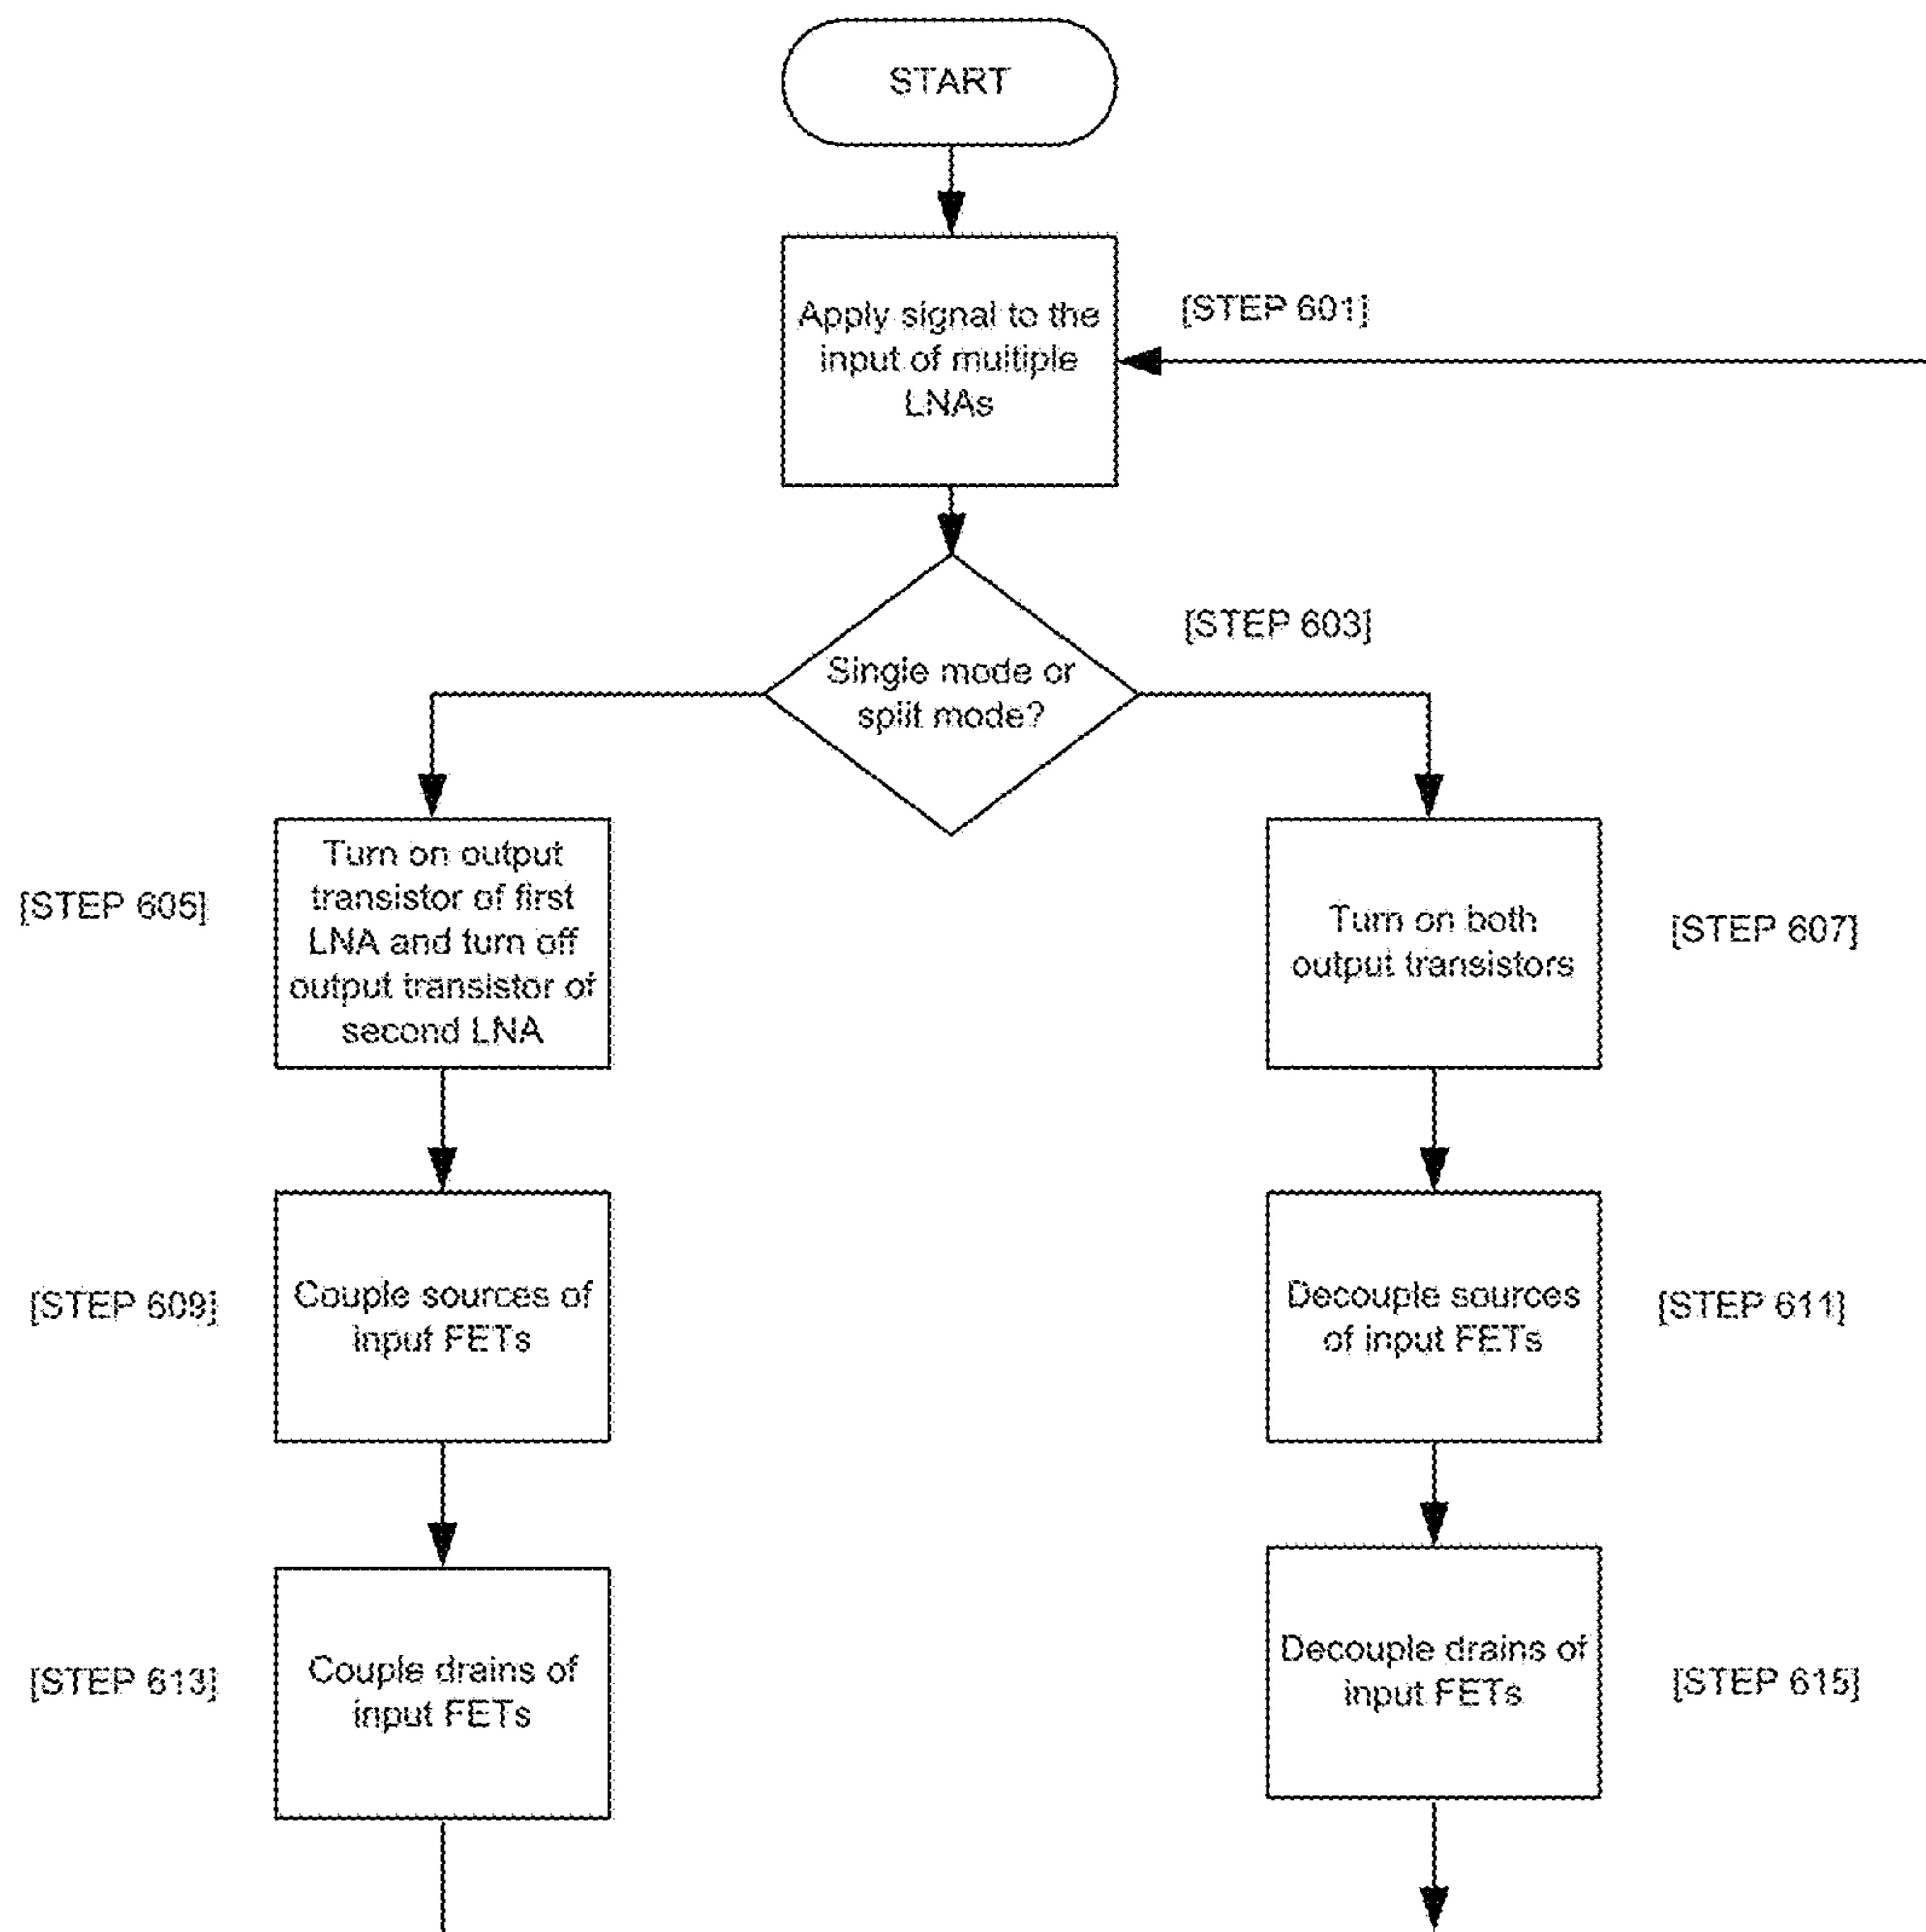 START
Apply signal to the
input of multiple
LNAs
[STEP 601]
Single mode or
split mode?
[STEP 603]
[STEP 605]
Turn on output
transistor of first
LNA and turn off
output transistor of
second LNA
Turn on both
output transistors
[STEP 607]
[STEP 609]
Couple sources of
input FETs
Decouple sources
of input FETs
[STEP 611]
[STEP 613]
Couple drains of
input FETs
Decouple drains of
input FETs
[STEP 615]